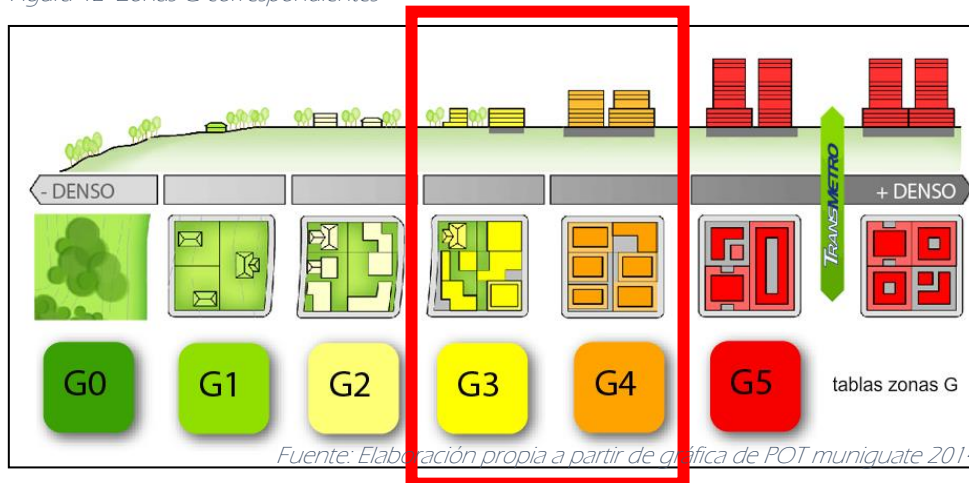 - DENSO
+ DENSO
TRANSMETRO
G0 G1 G2 G3 G4 G5 tablas zonas G
Fuente: Elaboración propia a partir de gráfica de POT muniguate